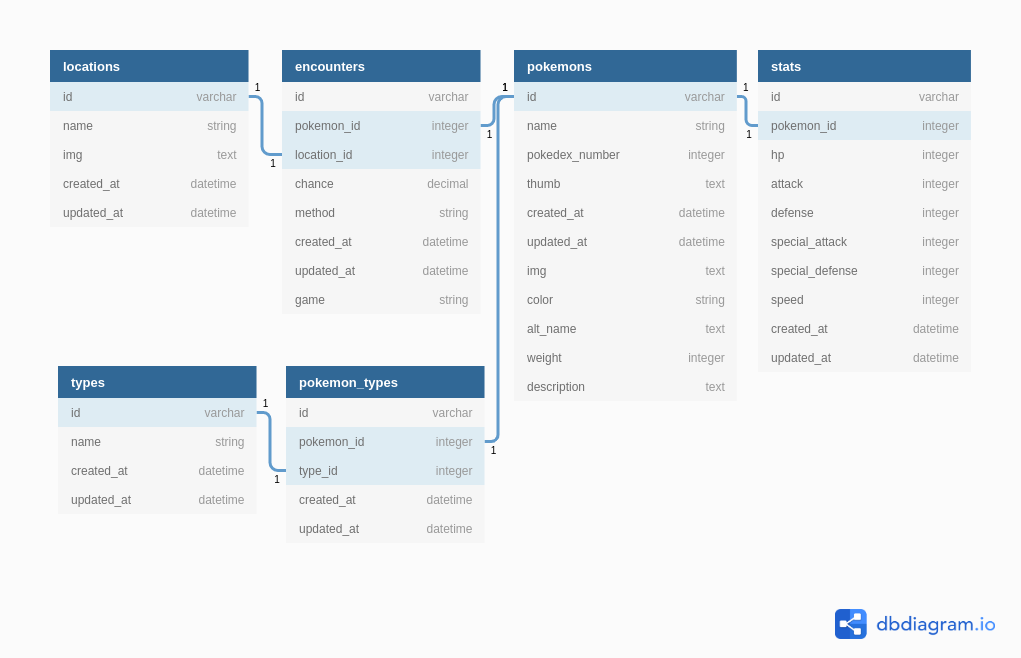 locations
id varchar
name string
img text
created_at datetime
updated_at datetime
1
1
encounters
id varchar
pokemon_id integer
location_id integer
chance decimal
method string
created_at datetime
updated_at datetime
game string
1
1
pokemons
id varchar
name string
pokedex_number integer
thumb text
created_at datetime
updated_at datetime
img text
color string
alt_name text
weight integer
description text
1
1
stats
id varchar
pokemon_id integer
hp integer
attack integer
defense integer
special_attack integer
special_defense integer
speed integer
created_at datetime
updated_at datetime
types
id varchar
name string
created_at datetime
updated_at datetime
1
1
pokemon_types
id varchar
pokemon_id integer
type_id integer
created_at datetime
updated_at datetime
1
dbdiagram.io